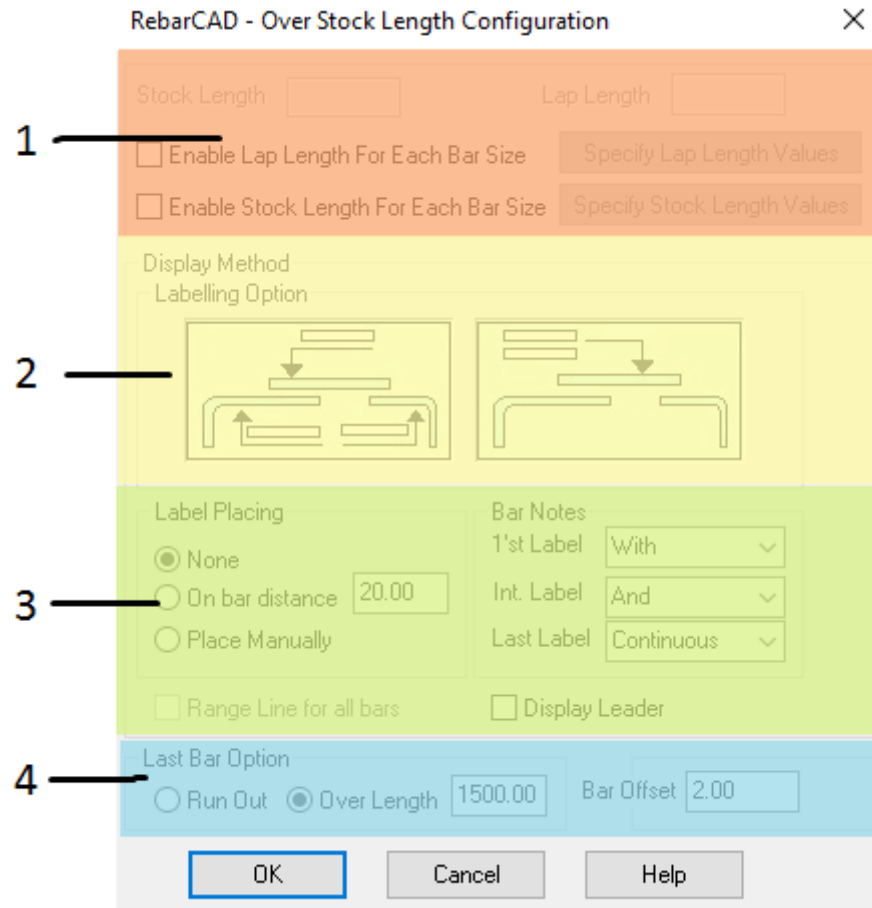 RebarCAD - Over Stock Length Configuration
Stock Length Lap Length
1
Enable Lap Length For Each Bar Size Specify Lap Length Values
Enable Stock Length For Each Bar Size Specify Stock Length Values
Display Method
Labelling Option
2
Label Placing Bar Notes
None 1'st Label With
3 On bar distance 20.00 Int. Label And
Place Manually Last Label Continuous
Range Line for all bars Display Leader
Last Bar Option
4 Run Out Over Length 1500.00 Bar Offset 2.00
OK Cancel Help